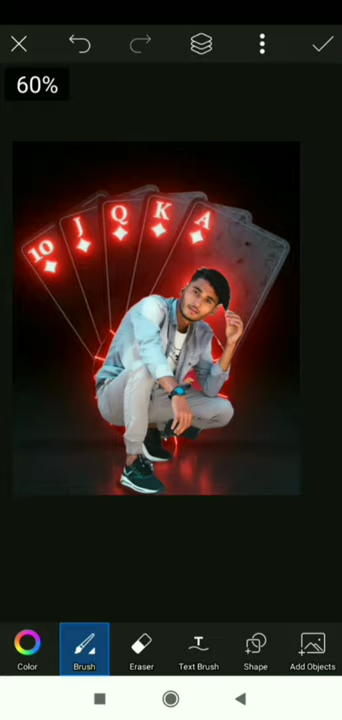 60%
10
J
Q
K
A
Color
Brush
Eraser
Text Brush
Shape
Add Objects